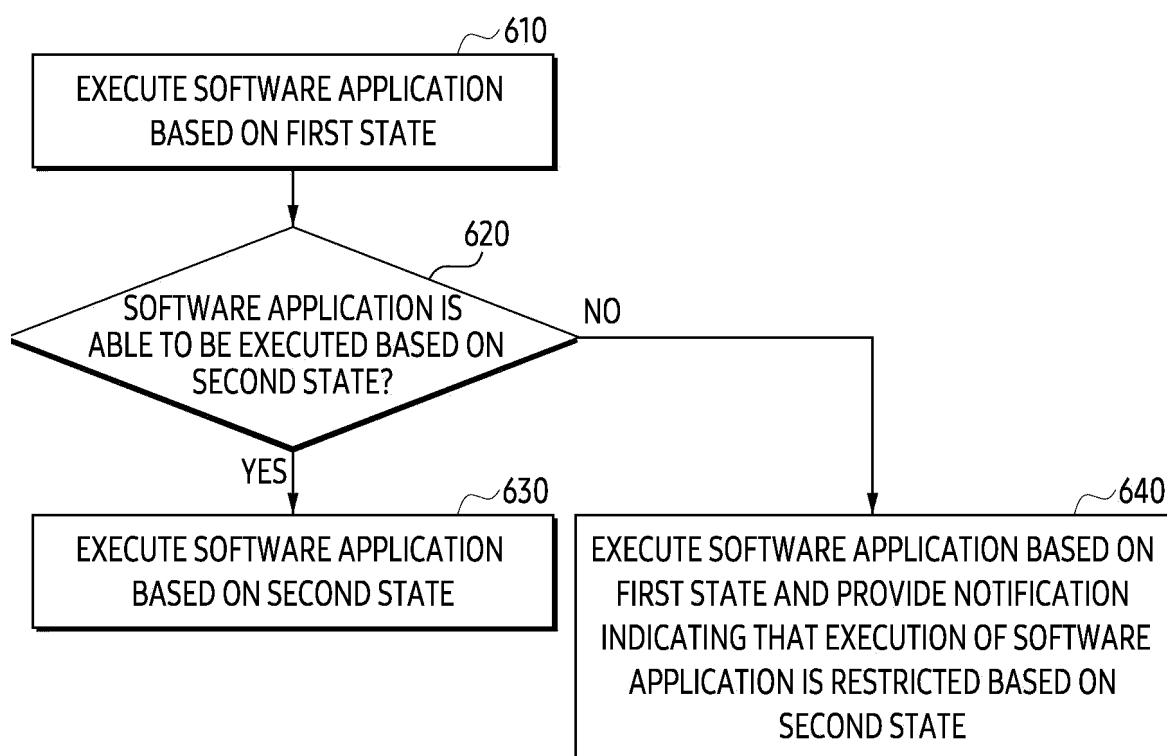 610
EXECUTE SOFTWARE APPLICATION
BASED ON FIRST STATE
620
SOFTWARE APPLICATION IS
ABLE TO BE EXECUTED BASED ON
SECOND STATE?
NO
YES
630
EXECUTE SOFTWARE APPLICATION
BASED ON SECOND STATE
640
EXECUTE SOFTWARE APPLICATION BASED ON
FIRST STATE AND PROVIDE NOTIFICATION
INDICATING THAT EXECUTION OF SOFTWARE
APPLICATION IS RESTRICTED BASED ON
SECOND STATE